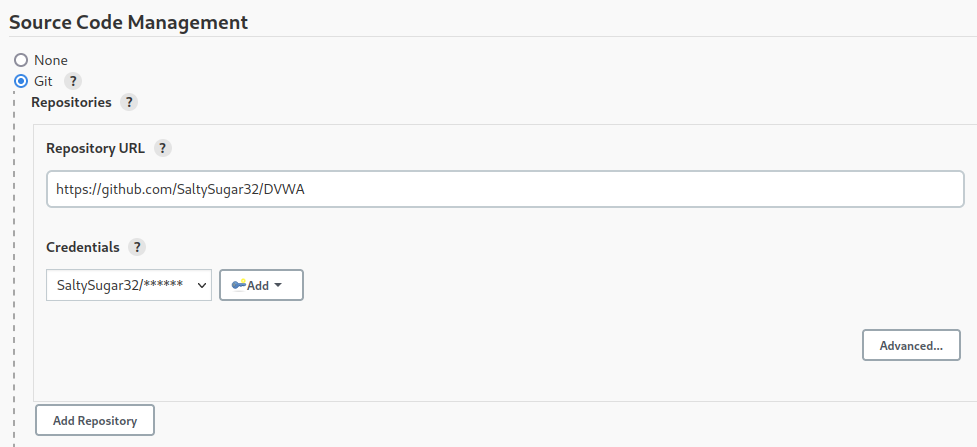 Source Code Management
None
Git ?
Repositories ?
Repository URL ?
https://github.com/SaltySugar32/DVWA
Credentials ?
SaltySugar32/****** Add
Advanced...
Add Repository